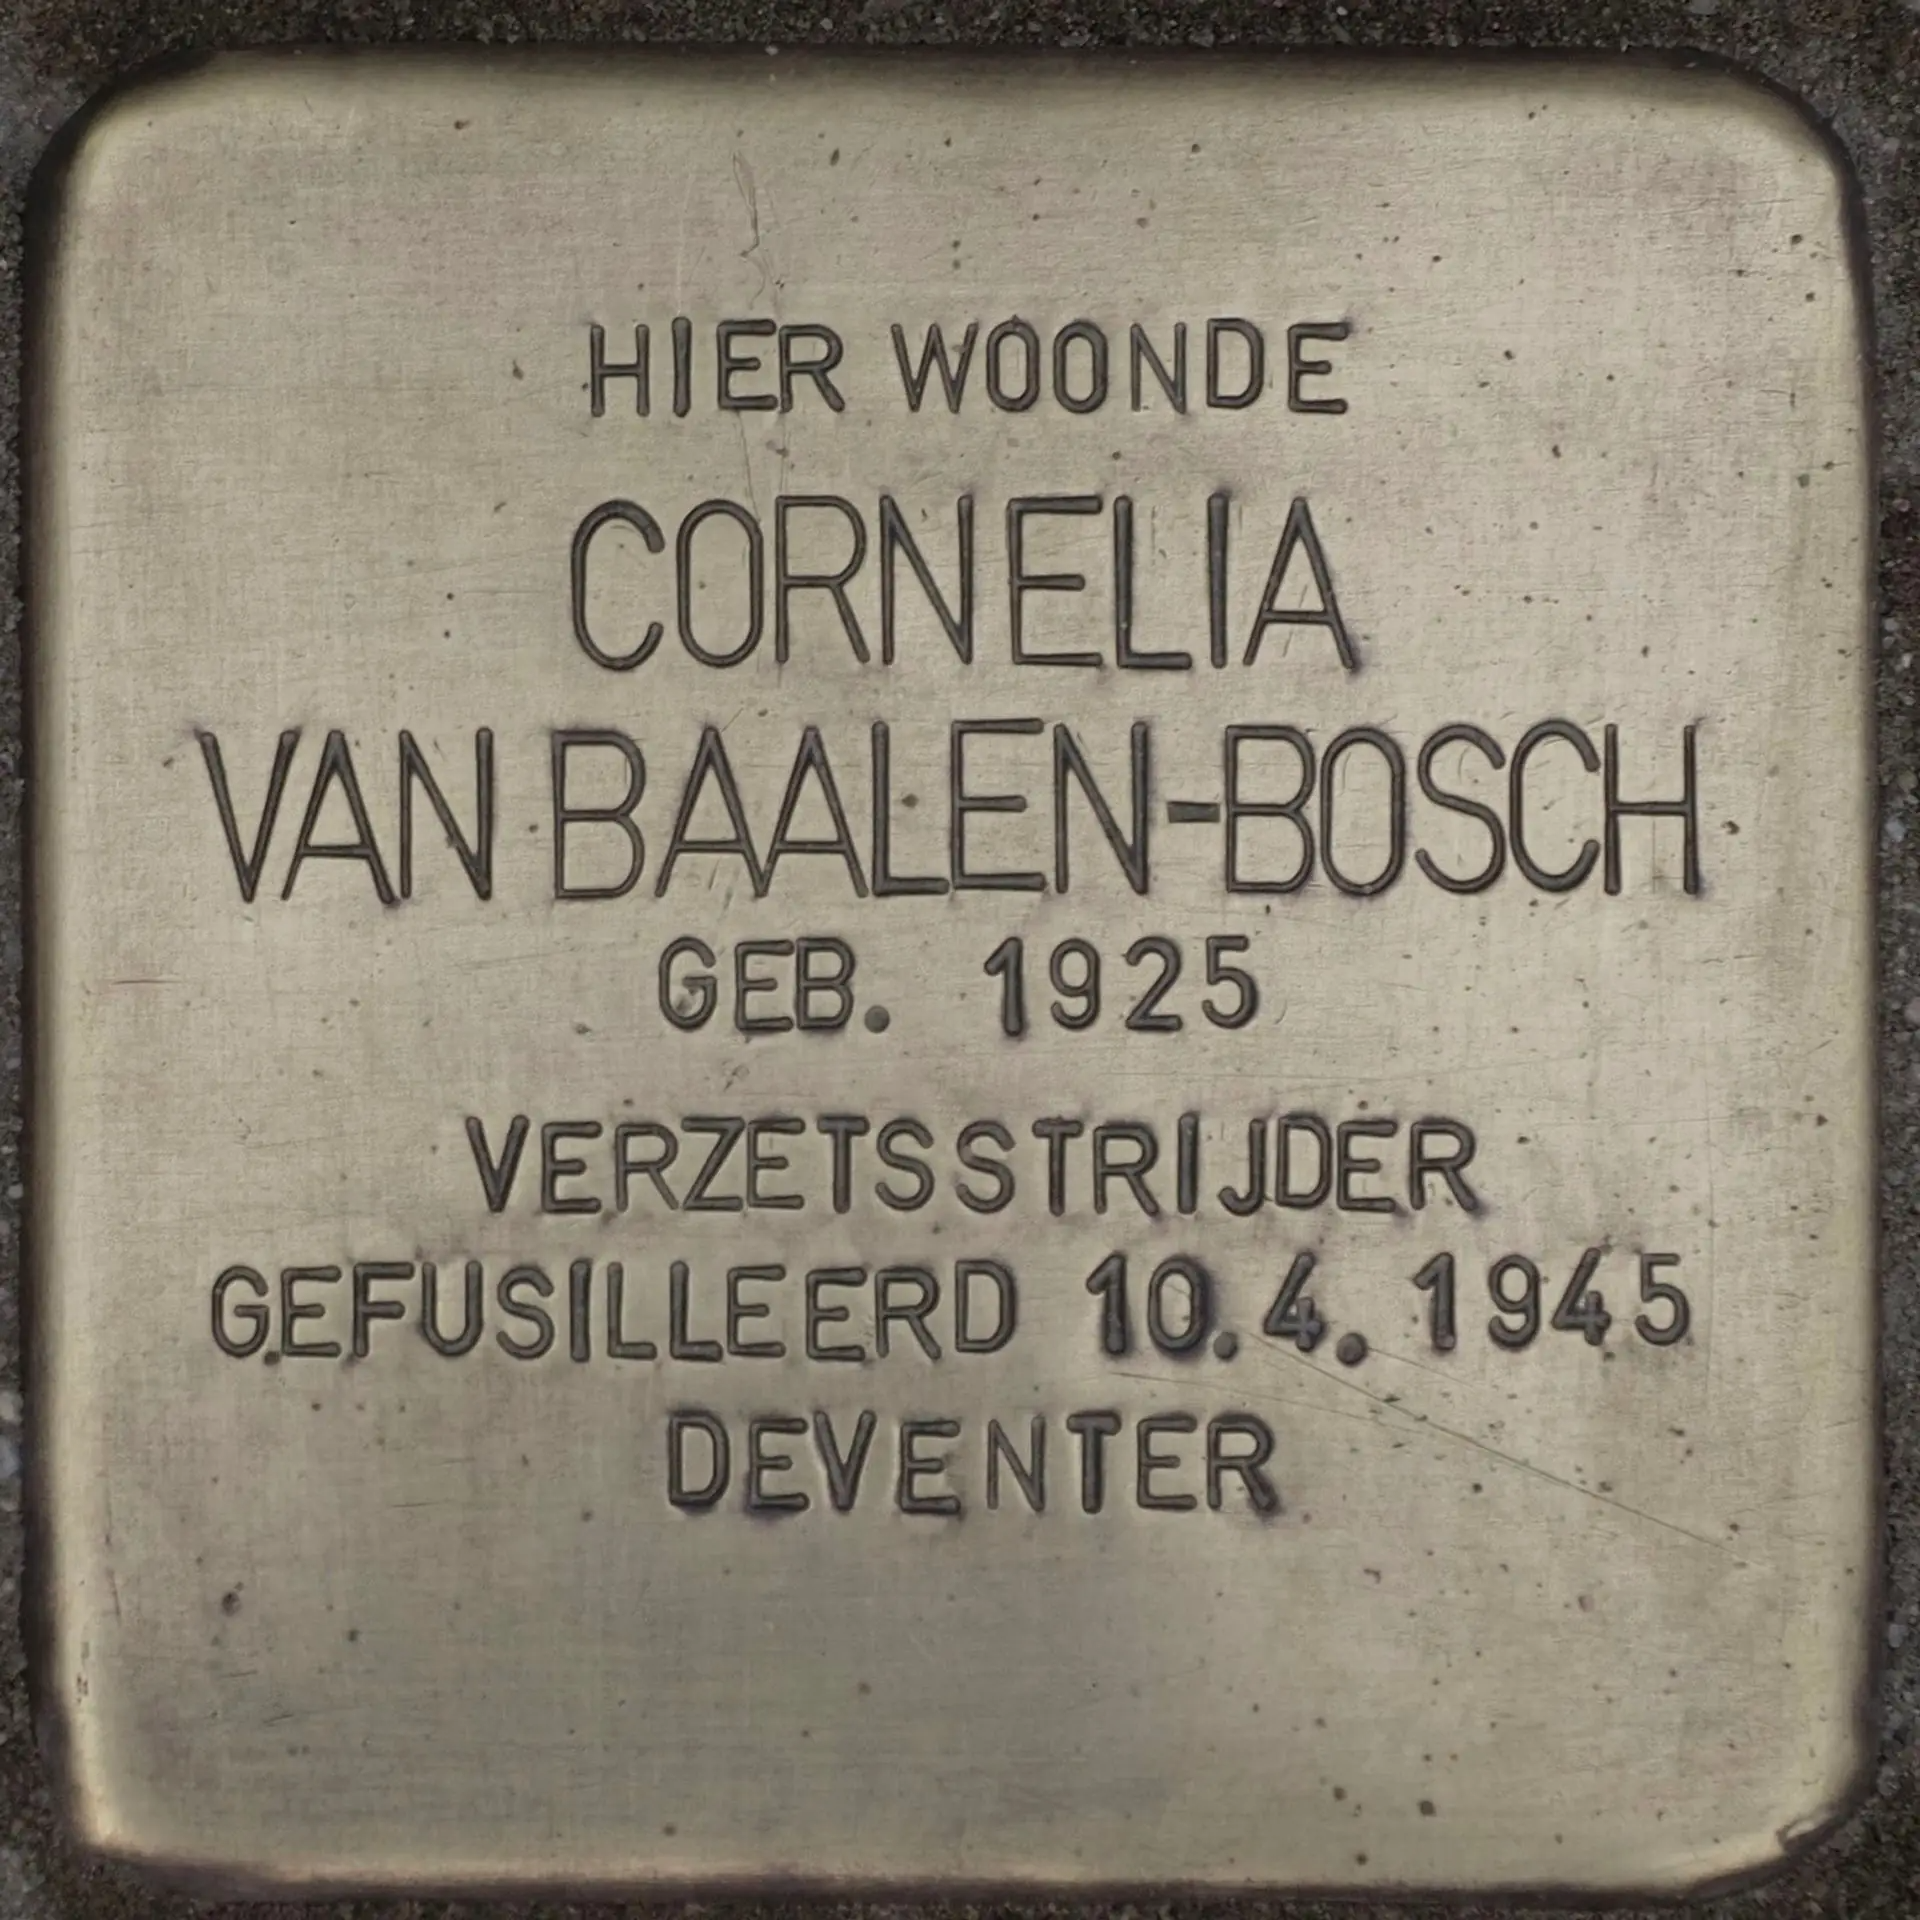 HIER WOONDE
CORNELIA
VAN BAALEN-BOSCH
GEB. 1925
VERZETSSTRIJDER
GEFUSILLEERD 10.4.1945
DEVENTER